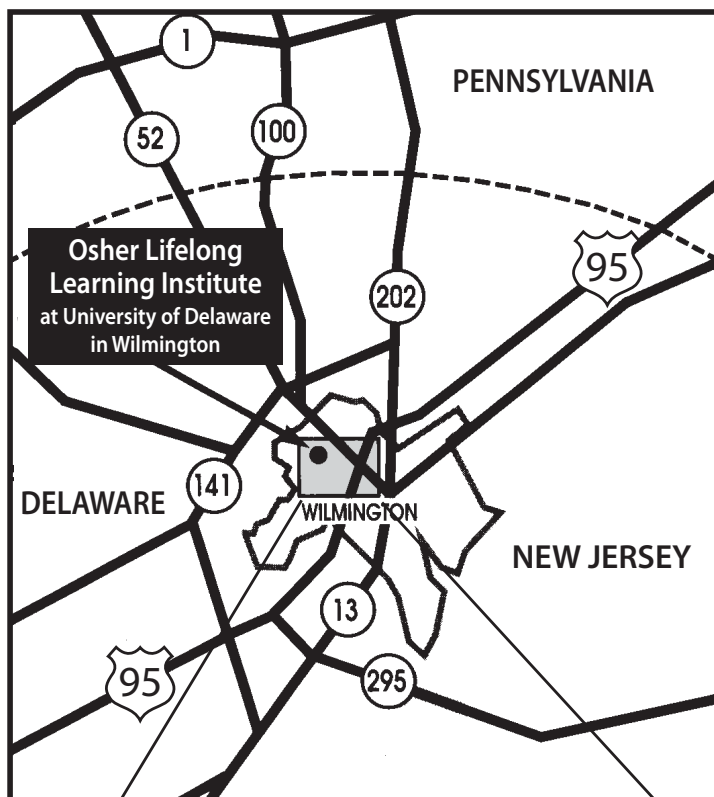 1
PENNSYLVANIA
52
100
Osher Lifelong
Learning Institute
at University of Delaware
in Wilmington
95
202
141
DELAWARE
WILMINGTON
NEW JERSEY
13
95
295